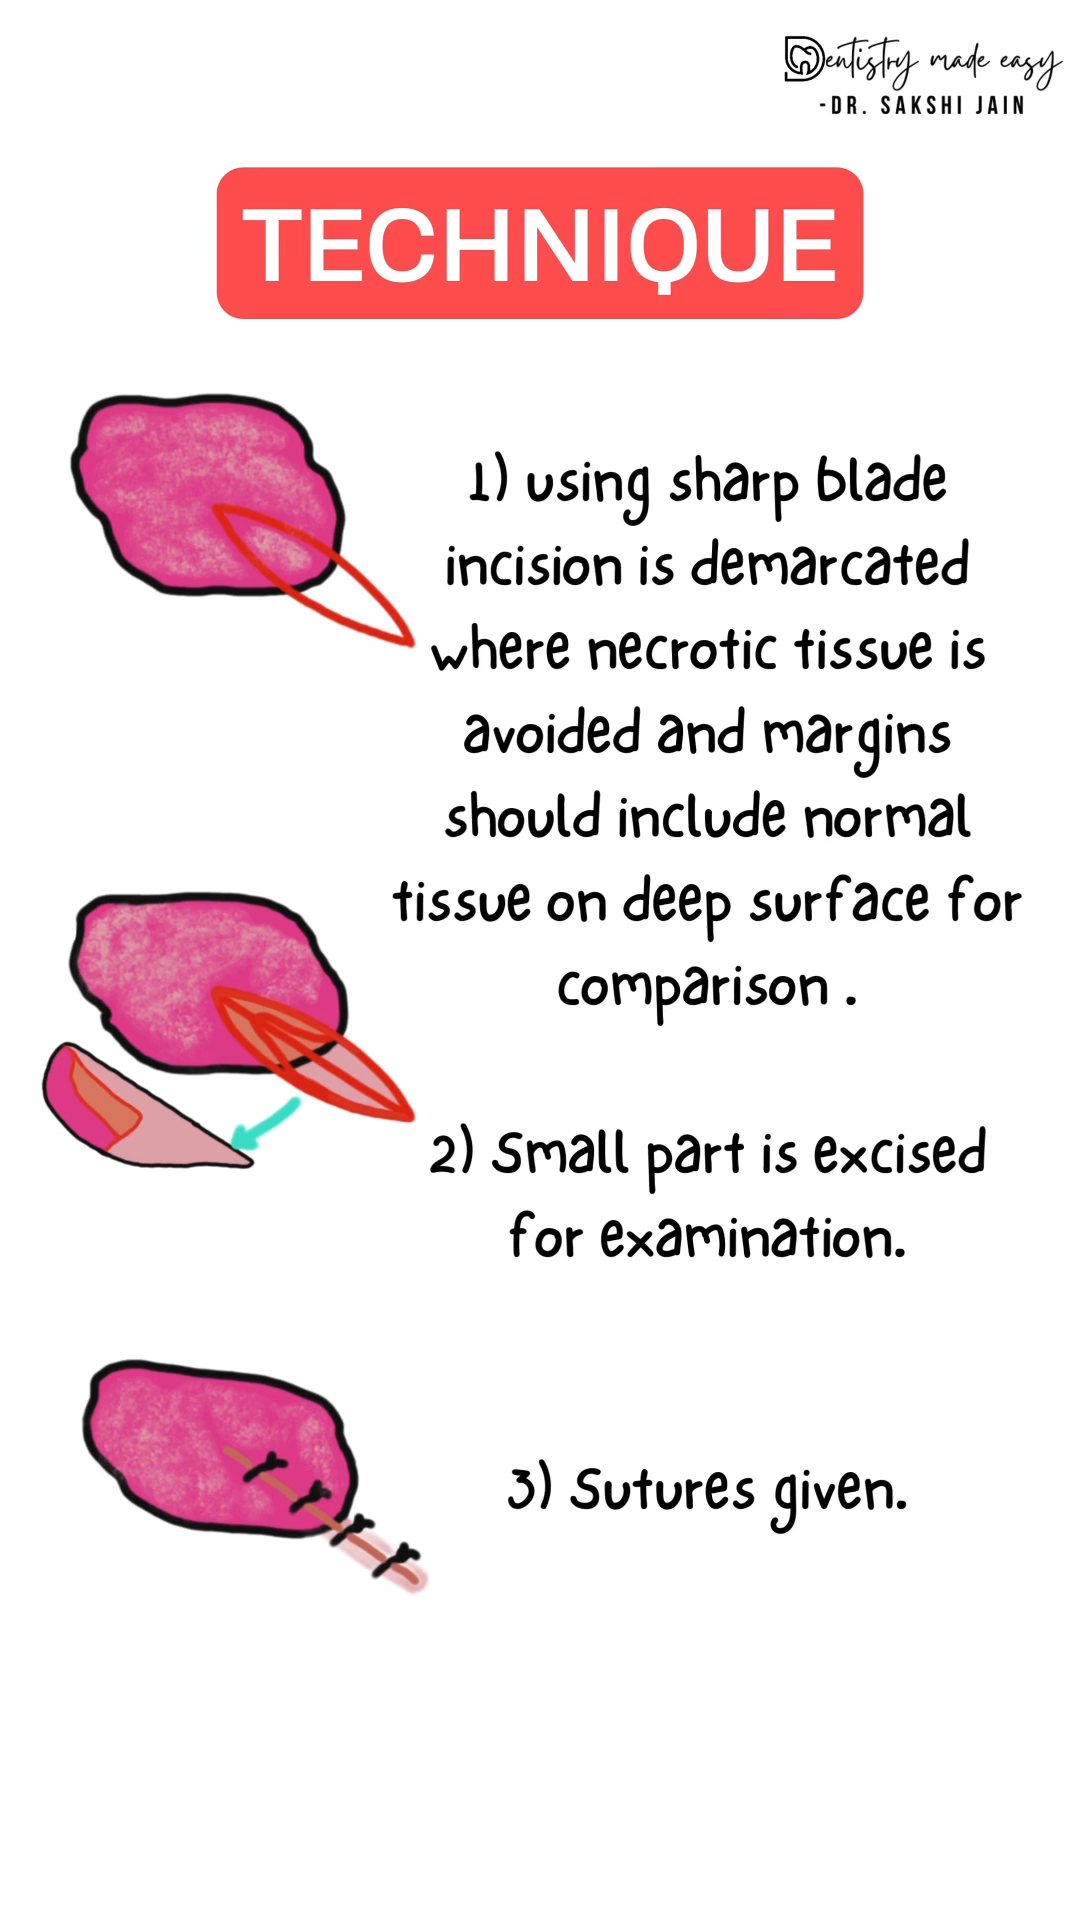 Dentistry made easy
-DR. SAKSHI JAIN
TECHNIQUE
1) using sharp blade
incision is demarcated
where necrotic tissue is
avoided and margins
should include normal
tissue on deep surface for
comparison .
2) Small part is excised
for examination.
3) Sutures given.